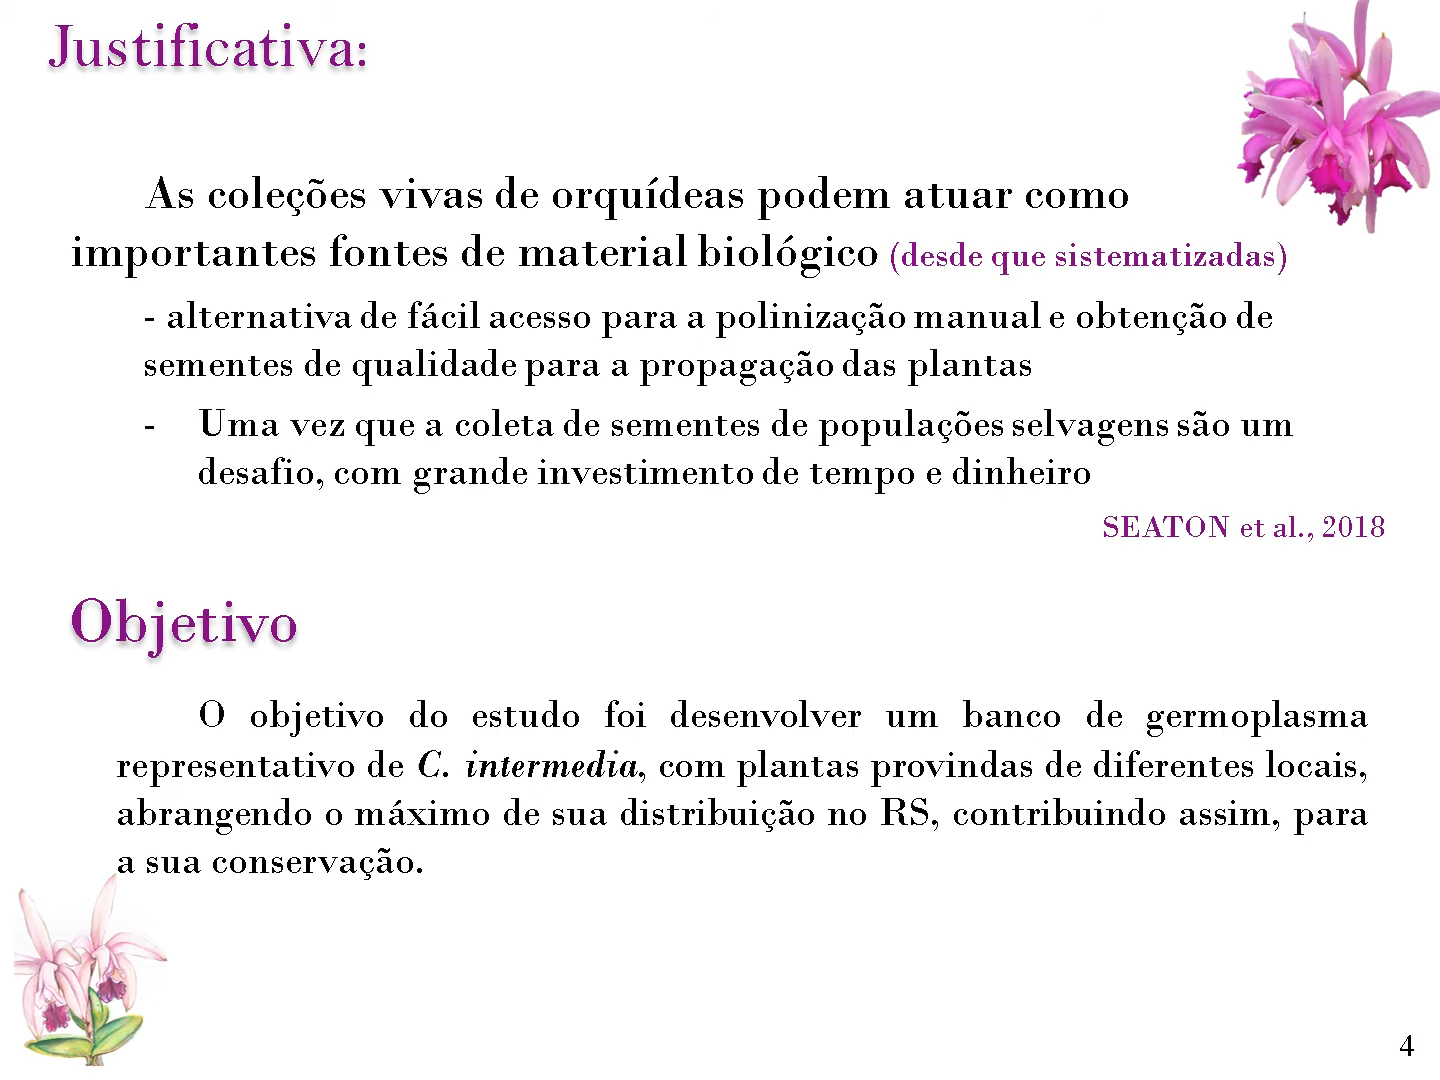 Justificativa:
As coleções vivas de orquídeas podem atuar como
importantes fontes de material biológico (desde que sistematizadas)
- alternativa de fácil acesso para a polinização manual e obtenção de
sementes de qualidade para a propagação das plantas
- Uma vez que a coleta de sementes de populações selvagens são um
desafio, com grande investimento de tempo e dinheiro
SEATON et al., 2018
Objetivo
O objetivo do estudo foi desenvolver um banco de germoplasma
representativo de C. intermedia, com plantas provindas de diferentes locais,
abrangendo o máximo de sua distribuição no RS, contribuindo assim, para
a sua conservação.
4